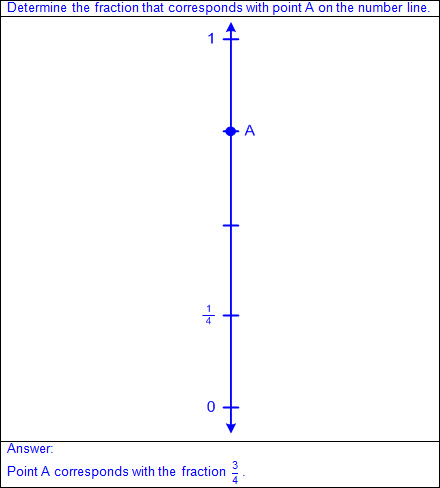 Determine the fraction that corresponds with point A on the number line.
1
A
1/4
0
Answer:
Point A corresponds with the fraction 3/4.